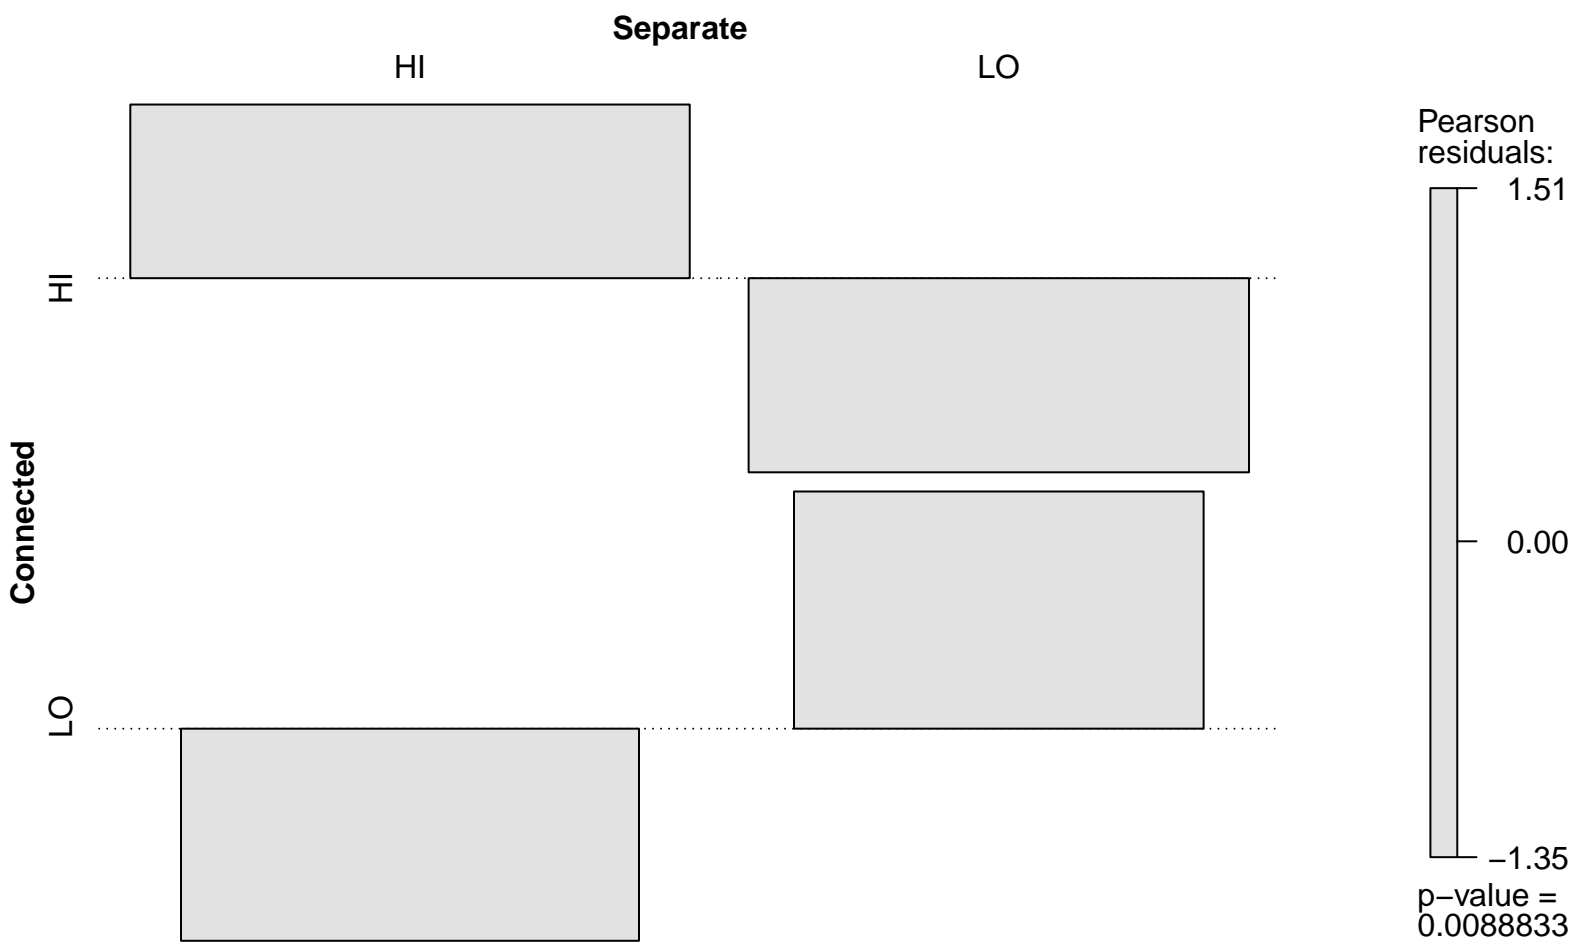 Separate
HI
LO
Pearson
residuals:
1.51
HI
Connected
0.00
LO
−1.35
p−value =
0.0088833